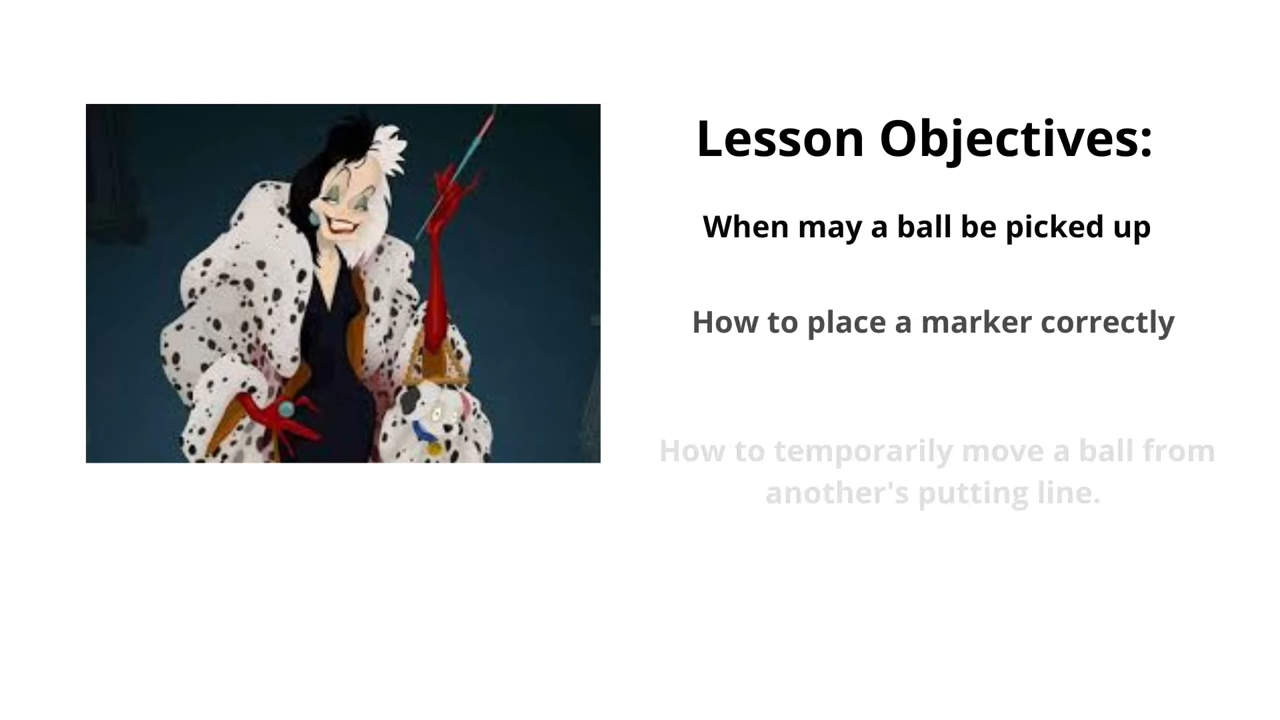 Lesson Objectives:
When may a ball be picked up
How to place a marker correctly
How to temporarily move a ball from
another's putting line.